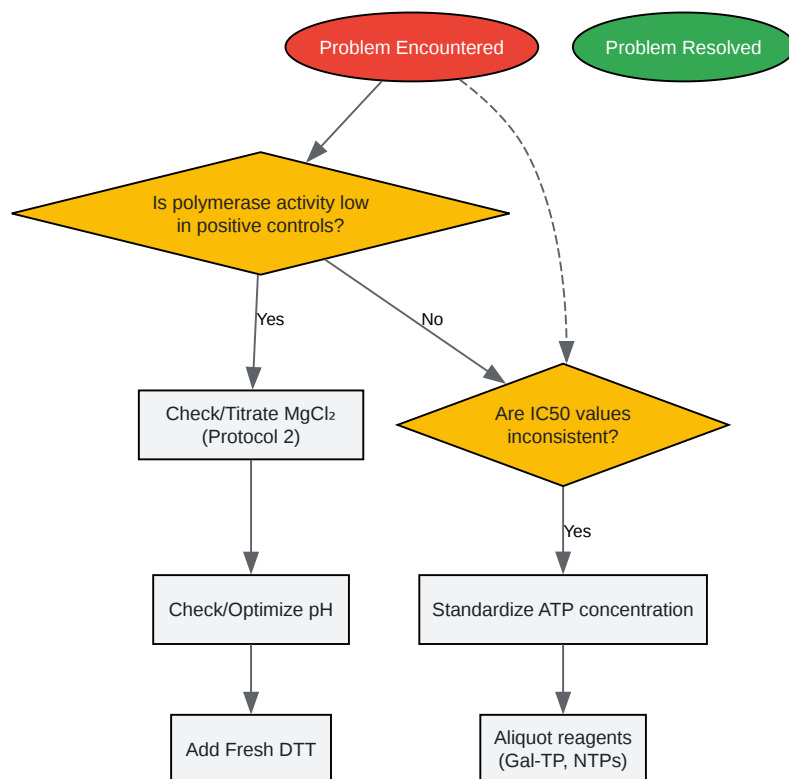 Problem Encountered
Problem Resolved
Is polymerase activity low
in positive controls?
Yes
No
Check/Titrate MgCl₂
(Protocol 2)
Are IC50 values
inconsistent?
Yes
Check/Optimize pH
Standardize ATP concentration
Add Fresh DTT
Aliquot reagents
(Gal-TP, NTPs)